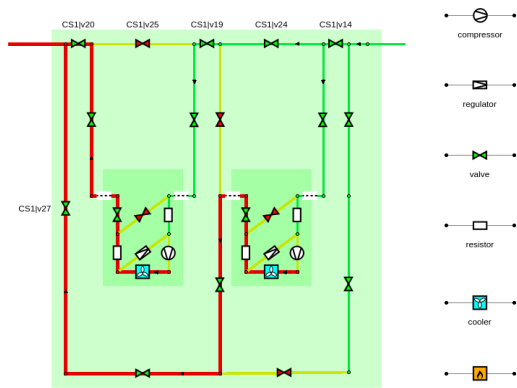 CS1|v20
CS1|v25
CS1|v19
CS1|v24
CS1|v14
compressor
regulator
valve
CS1|v27
resistor
cooler